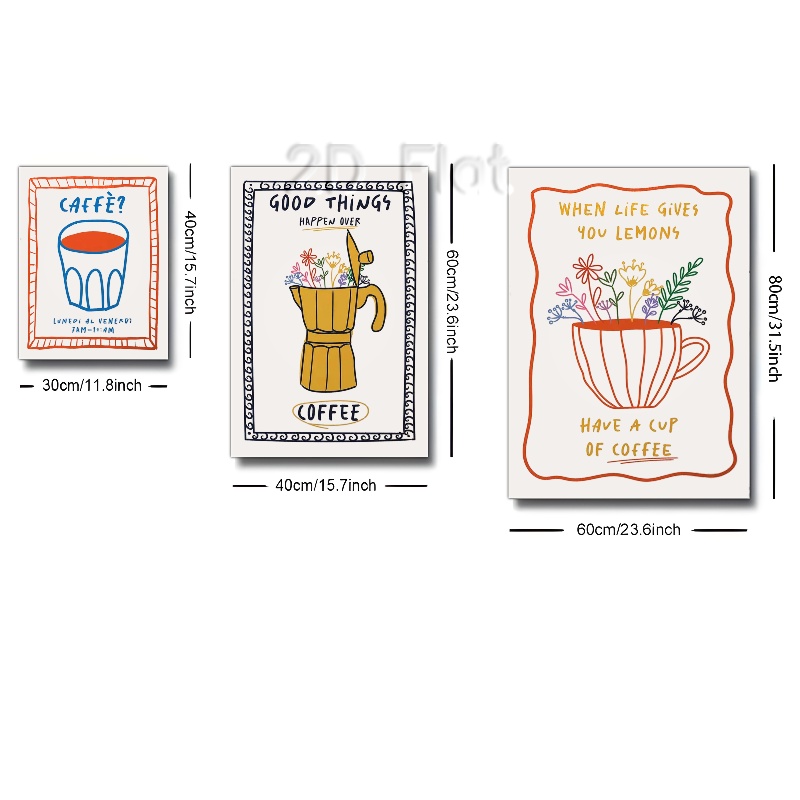 2D Flat
CAFFÈ?
LUNEDI AL VENERDI
7AM-11AM
40cm/15.7inch
30cm/11.8inch
GOOD THINGS
HAPPEN OVER
COFFEE
60cm/23.6inch
40cm/15.7inch
WHEN LIFE GIVES
YOU LEMONS
HAVE A CUP
OF COFFEE
80cm/31.5inch
60cm/23.6inch